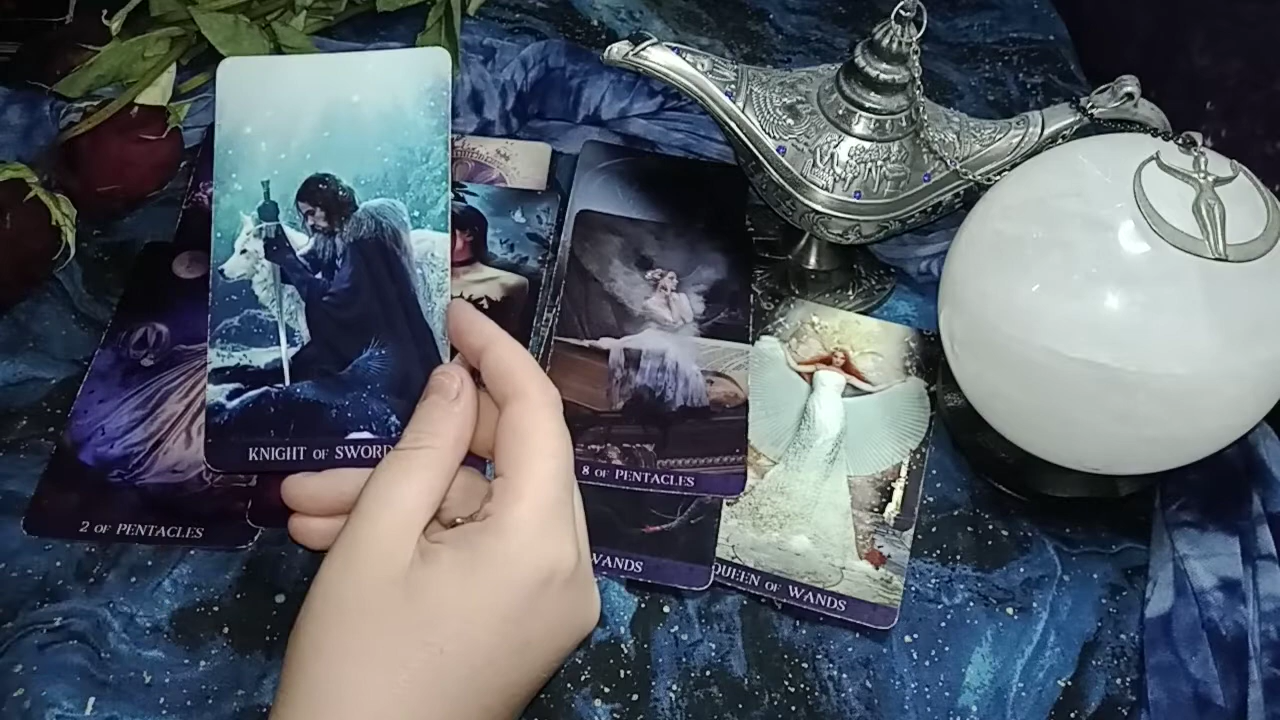 KNIGHT OF SWORD
8 OF PENTACLES
2 OF PENTACLES
WANDS
QUEEN OF WANDS